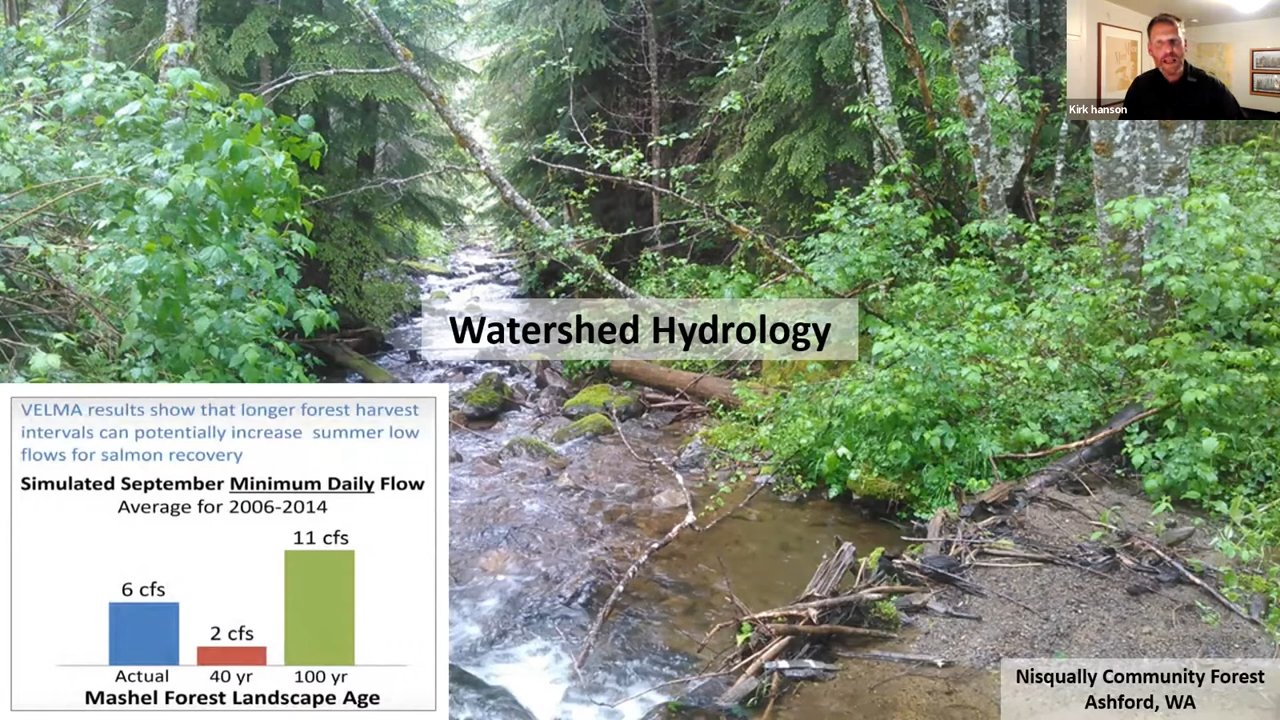 Kirk hanson
Watershed Hydrology
VELMA results show that longer forest harvest
intervals can potentially increase summer low
flows for salmon recovery
Simulated September Minimum Daily Flow
Average for 2006-2014
11 cfs
6 cfs
2 cfs
Actual 40 yr 100 yr
Mashel Forest Landscape Age
Nisqually Community Forest
Ashford, WA